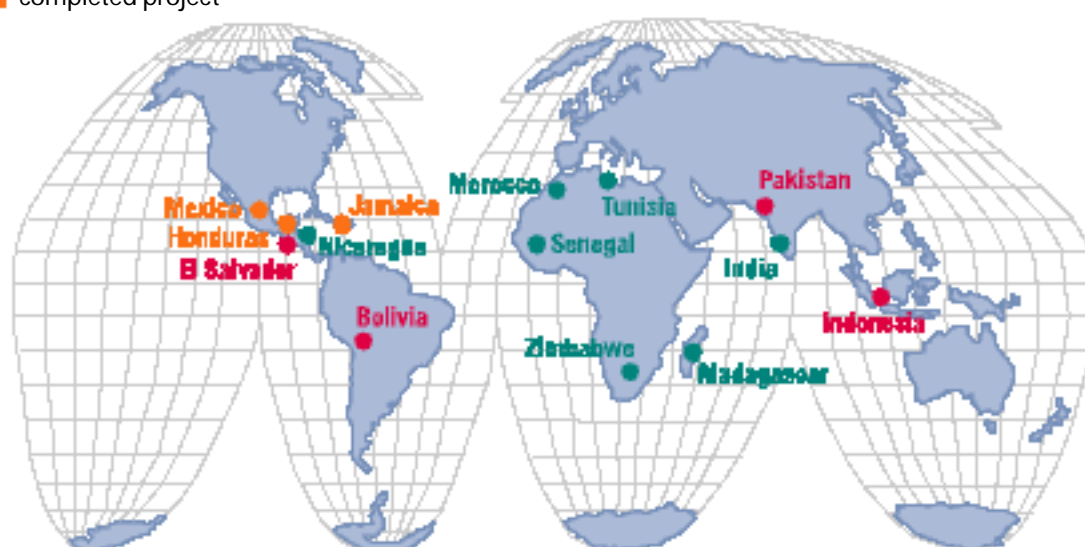 completed project
Pakistan
Morocco
Tunisia
Mexico
Jamaica
Honduras
Nicaragua
Senegal
El Salvador
India
Bolivia
Indonesia
Zimbabwe
Madagascar